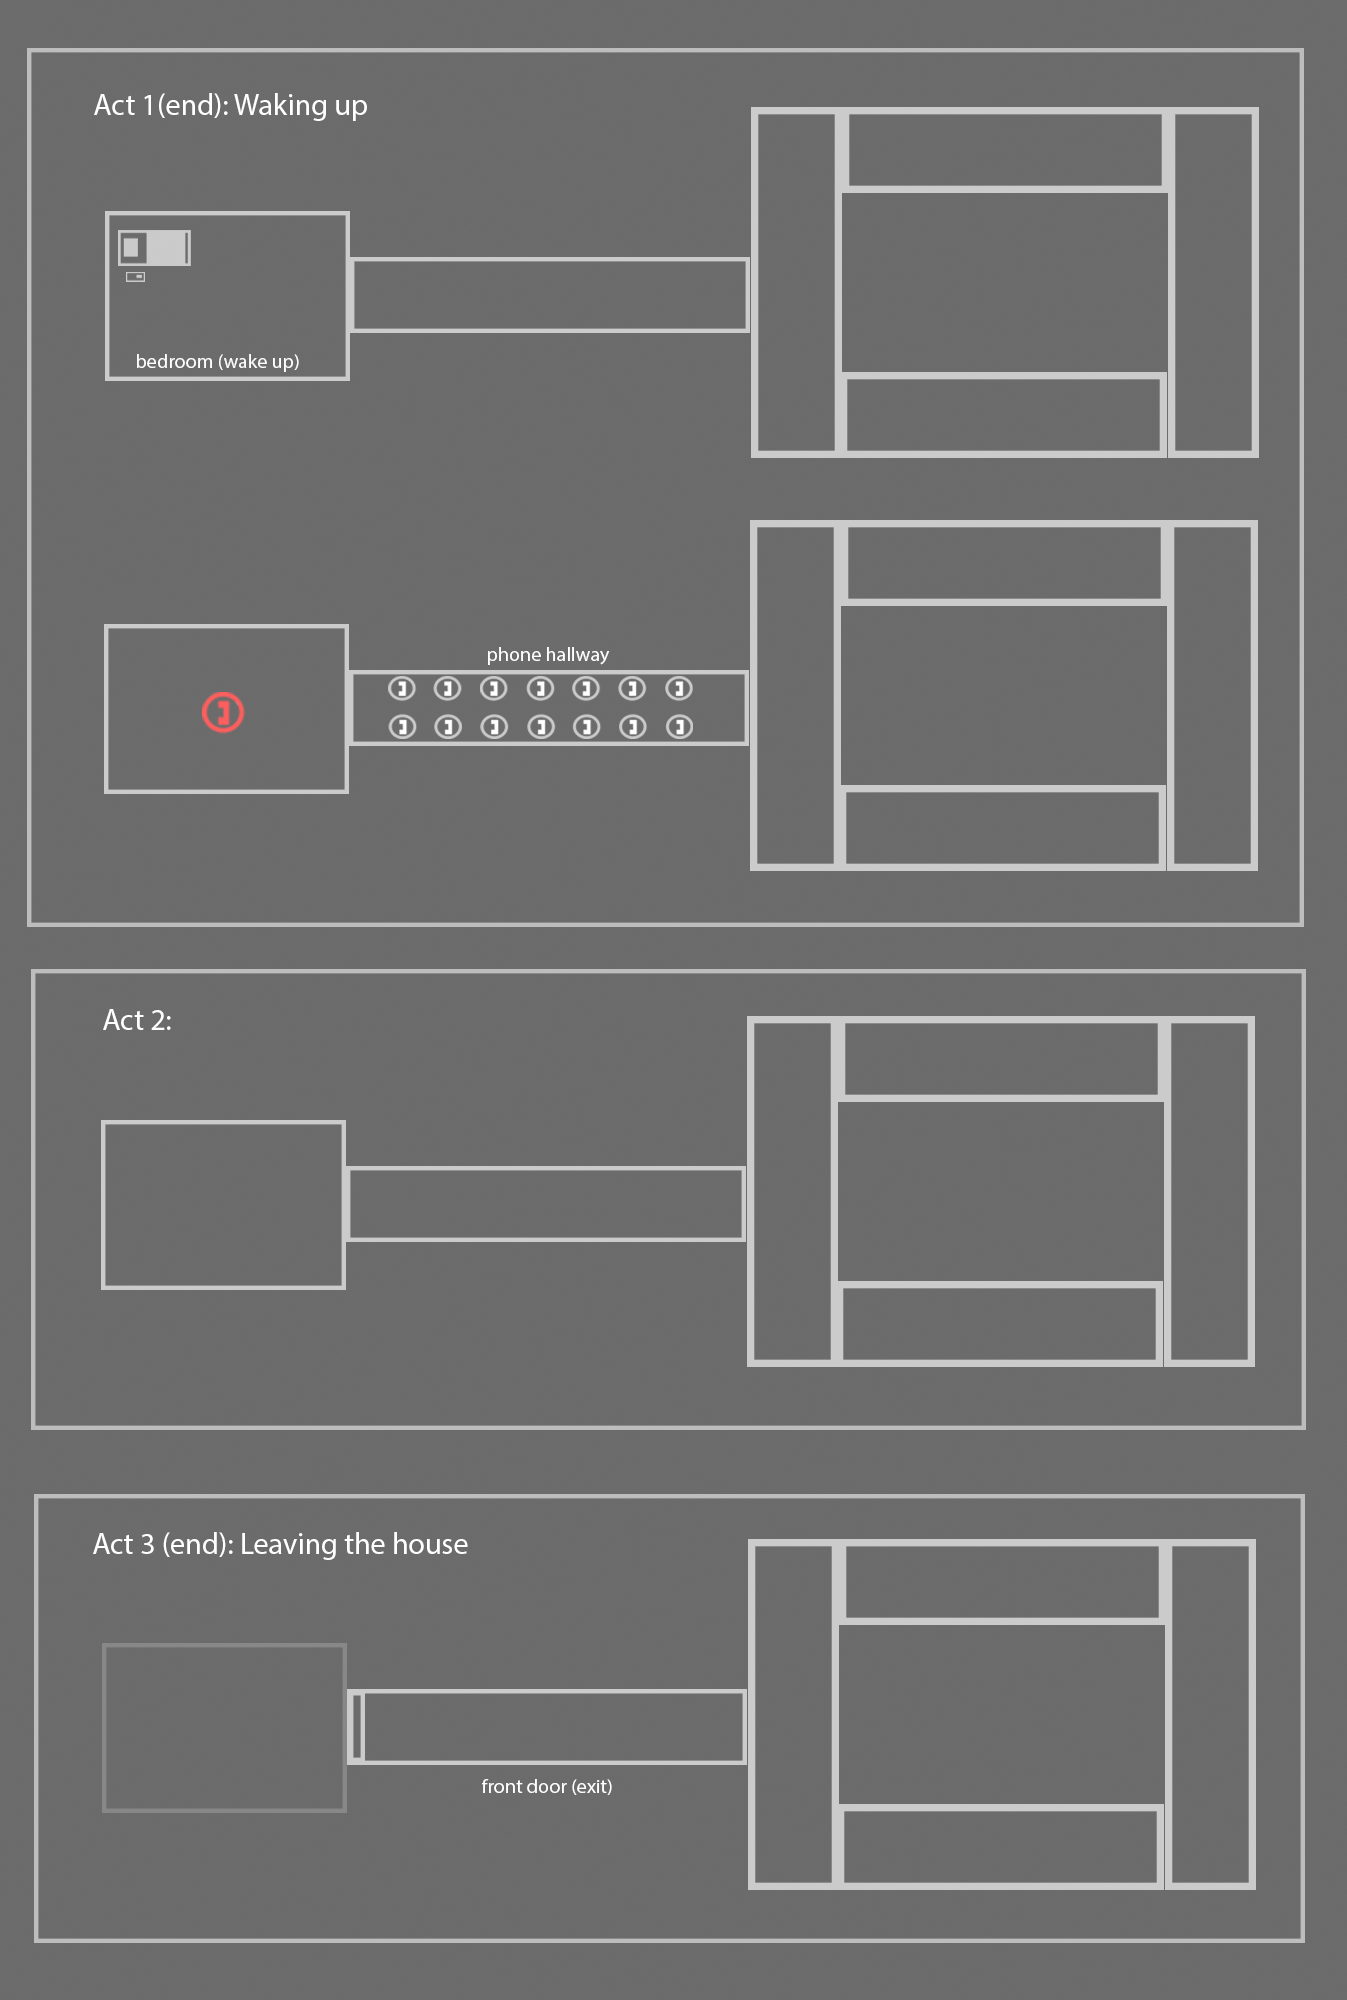 Act 1(end): Waking up
bedroom (wake up)
phone hallway
Act 2:
Act 3 (end): Leaving the house
front door (exit)